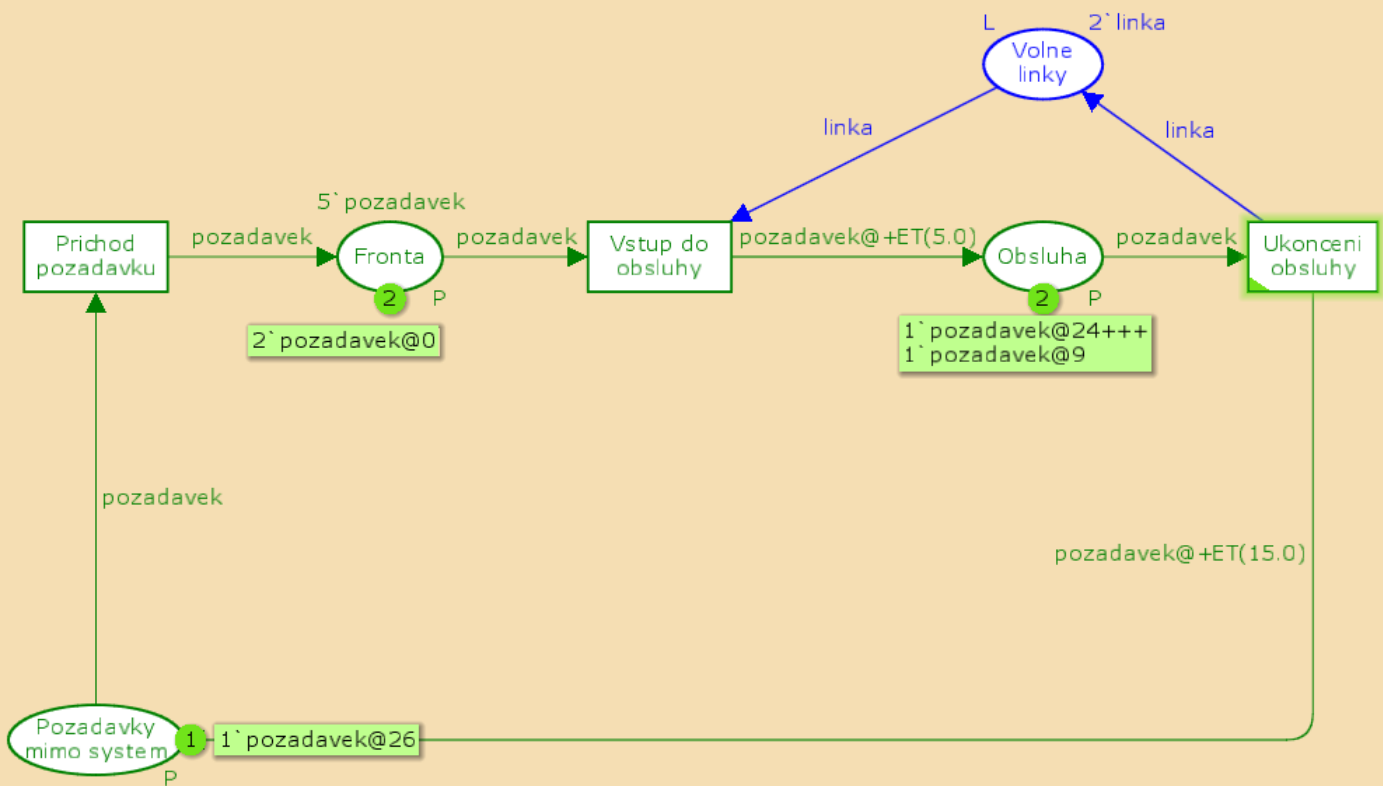 L
2`linka
Volne
linky
linka
linka
5`pozadavek
Prichod
pozadavku
pozadavek
Fronta
pozadavek
Vstup do
obsluhy
pozadavek@+ET(5.0)
Obsluha
pozadavek
Ukonceni
obsluhy
2
P
2`pozadavek@0
2
P
1`pozadavek@24+++
1`pozadavek@9
pozadavek
pozadavek@+ET(15.0)
Pozadavky
mimo system
1
1`pozadavek@26
P